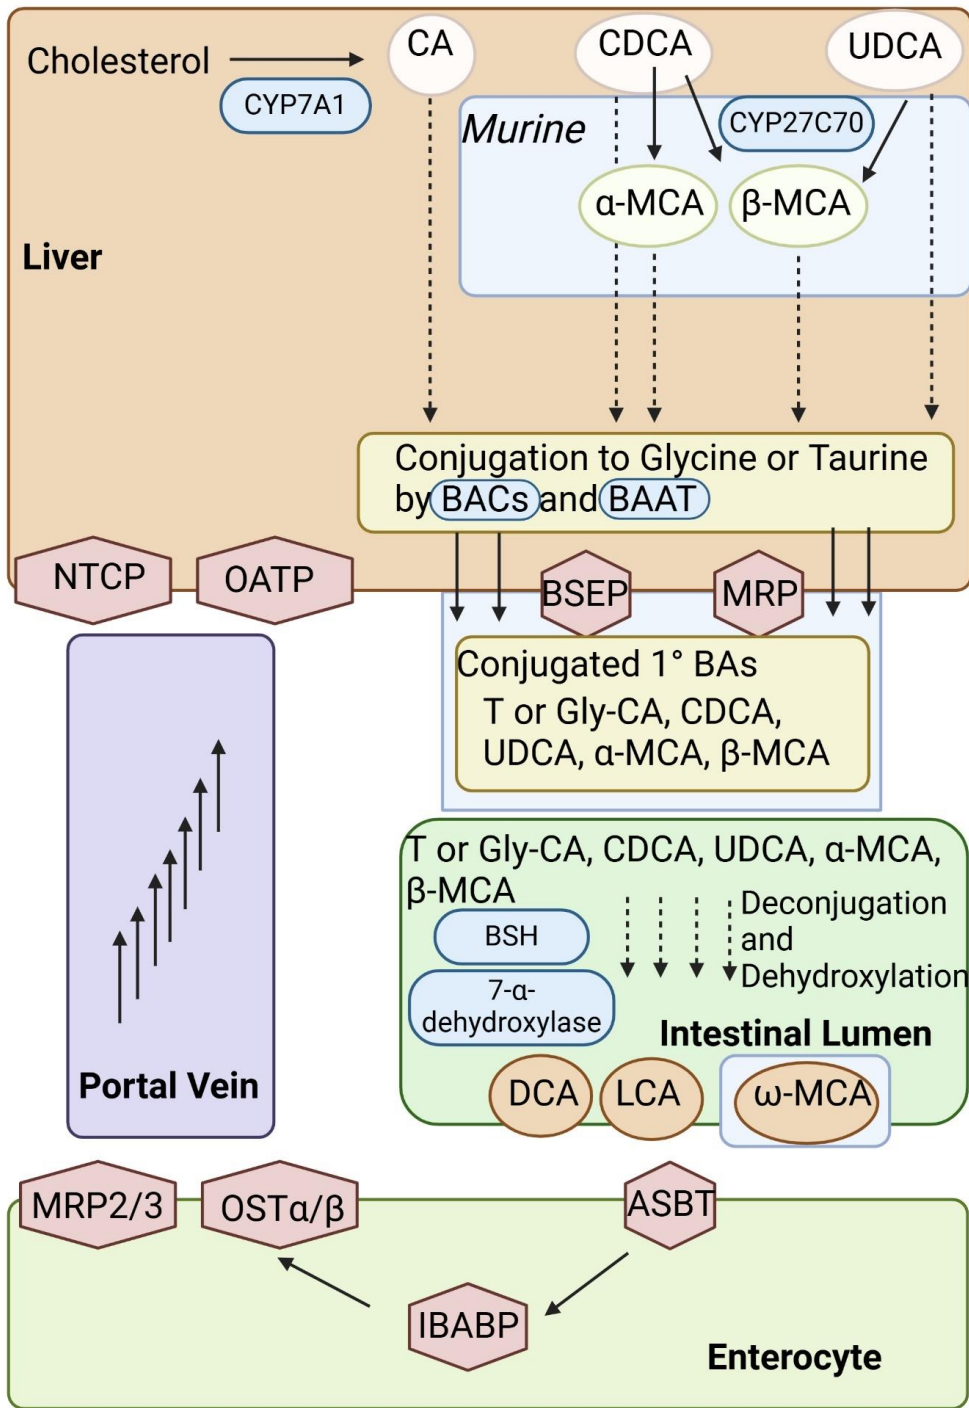 Cholesterol
CYP7A1
CA
CDCA
UDCA
Murine
CYP27C70
α-MCA
β-MCA
Liver
Conjugation to Glycine or Taurine
by BACs and BAAT
NTCP
OATP
BSEP
MRP
Conjugated 1° BAs
T or Gly-CA, CDCA,
UDCA, α-MCA, β-MCA
T or Gly-CA, CDCA, UDCA, α-MCA,
β-MCA
BSH
7-α-
dehydroxylase
Deconjugation
and
Dehydroxylation
Intestinal Lumen
DCA
LCA
ω-MCA
Portal Vein
MRP2/3
OSTα/β
ASBT
IBABP
Enterocyte